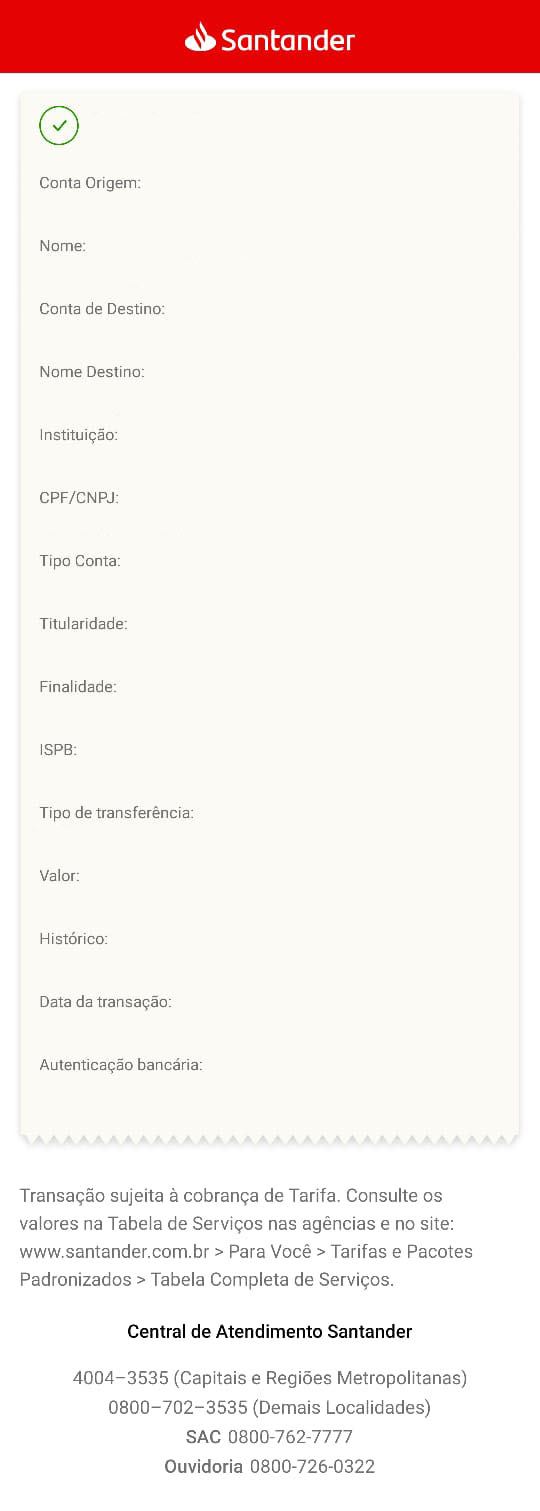 Santander
Conta Origem:
Nome:
Conta de Destino:
Nome Destino:
Instituição:
CPF/CNPJ:
Tipo Conta:
Titularidade:
Finalidade:
ISPB:
Tipo de transferência:
Valor:
Histórico:
Data da transação:
Autenticação bancária:
Transação sujeita à cobrança de Tarifa. Consulte os
valores na Tabela de Serviços nas agências e no site:
www.santander.com.br > Para Você > Tarifas e Pacotes
Padronizados > Tabela Completa de Serviços.
Central de Atendimento Santander
4004–3535 (Capitais e Regiões Metropolitanas)
0800–702–3535 (Demais Localidades)
SAC 0800-762-7777
Ouvidoria 0800-726-0322